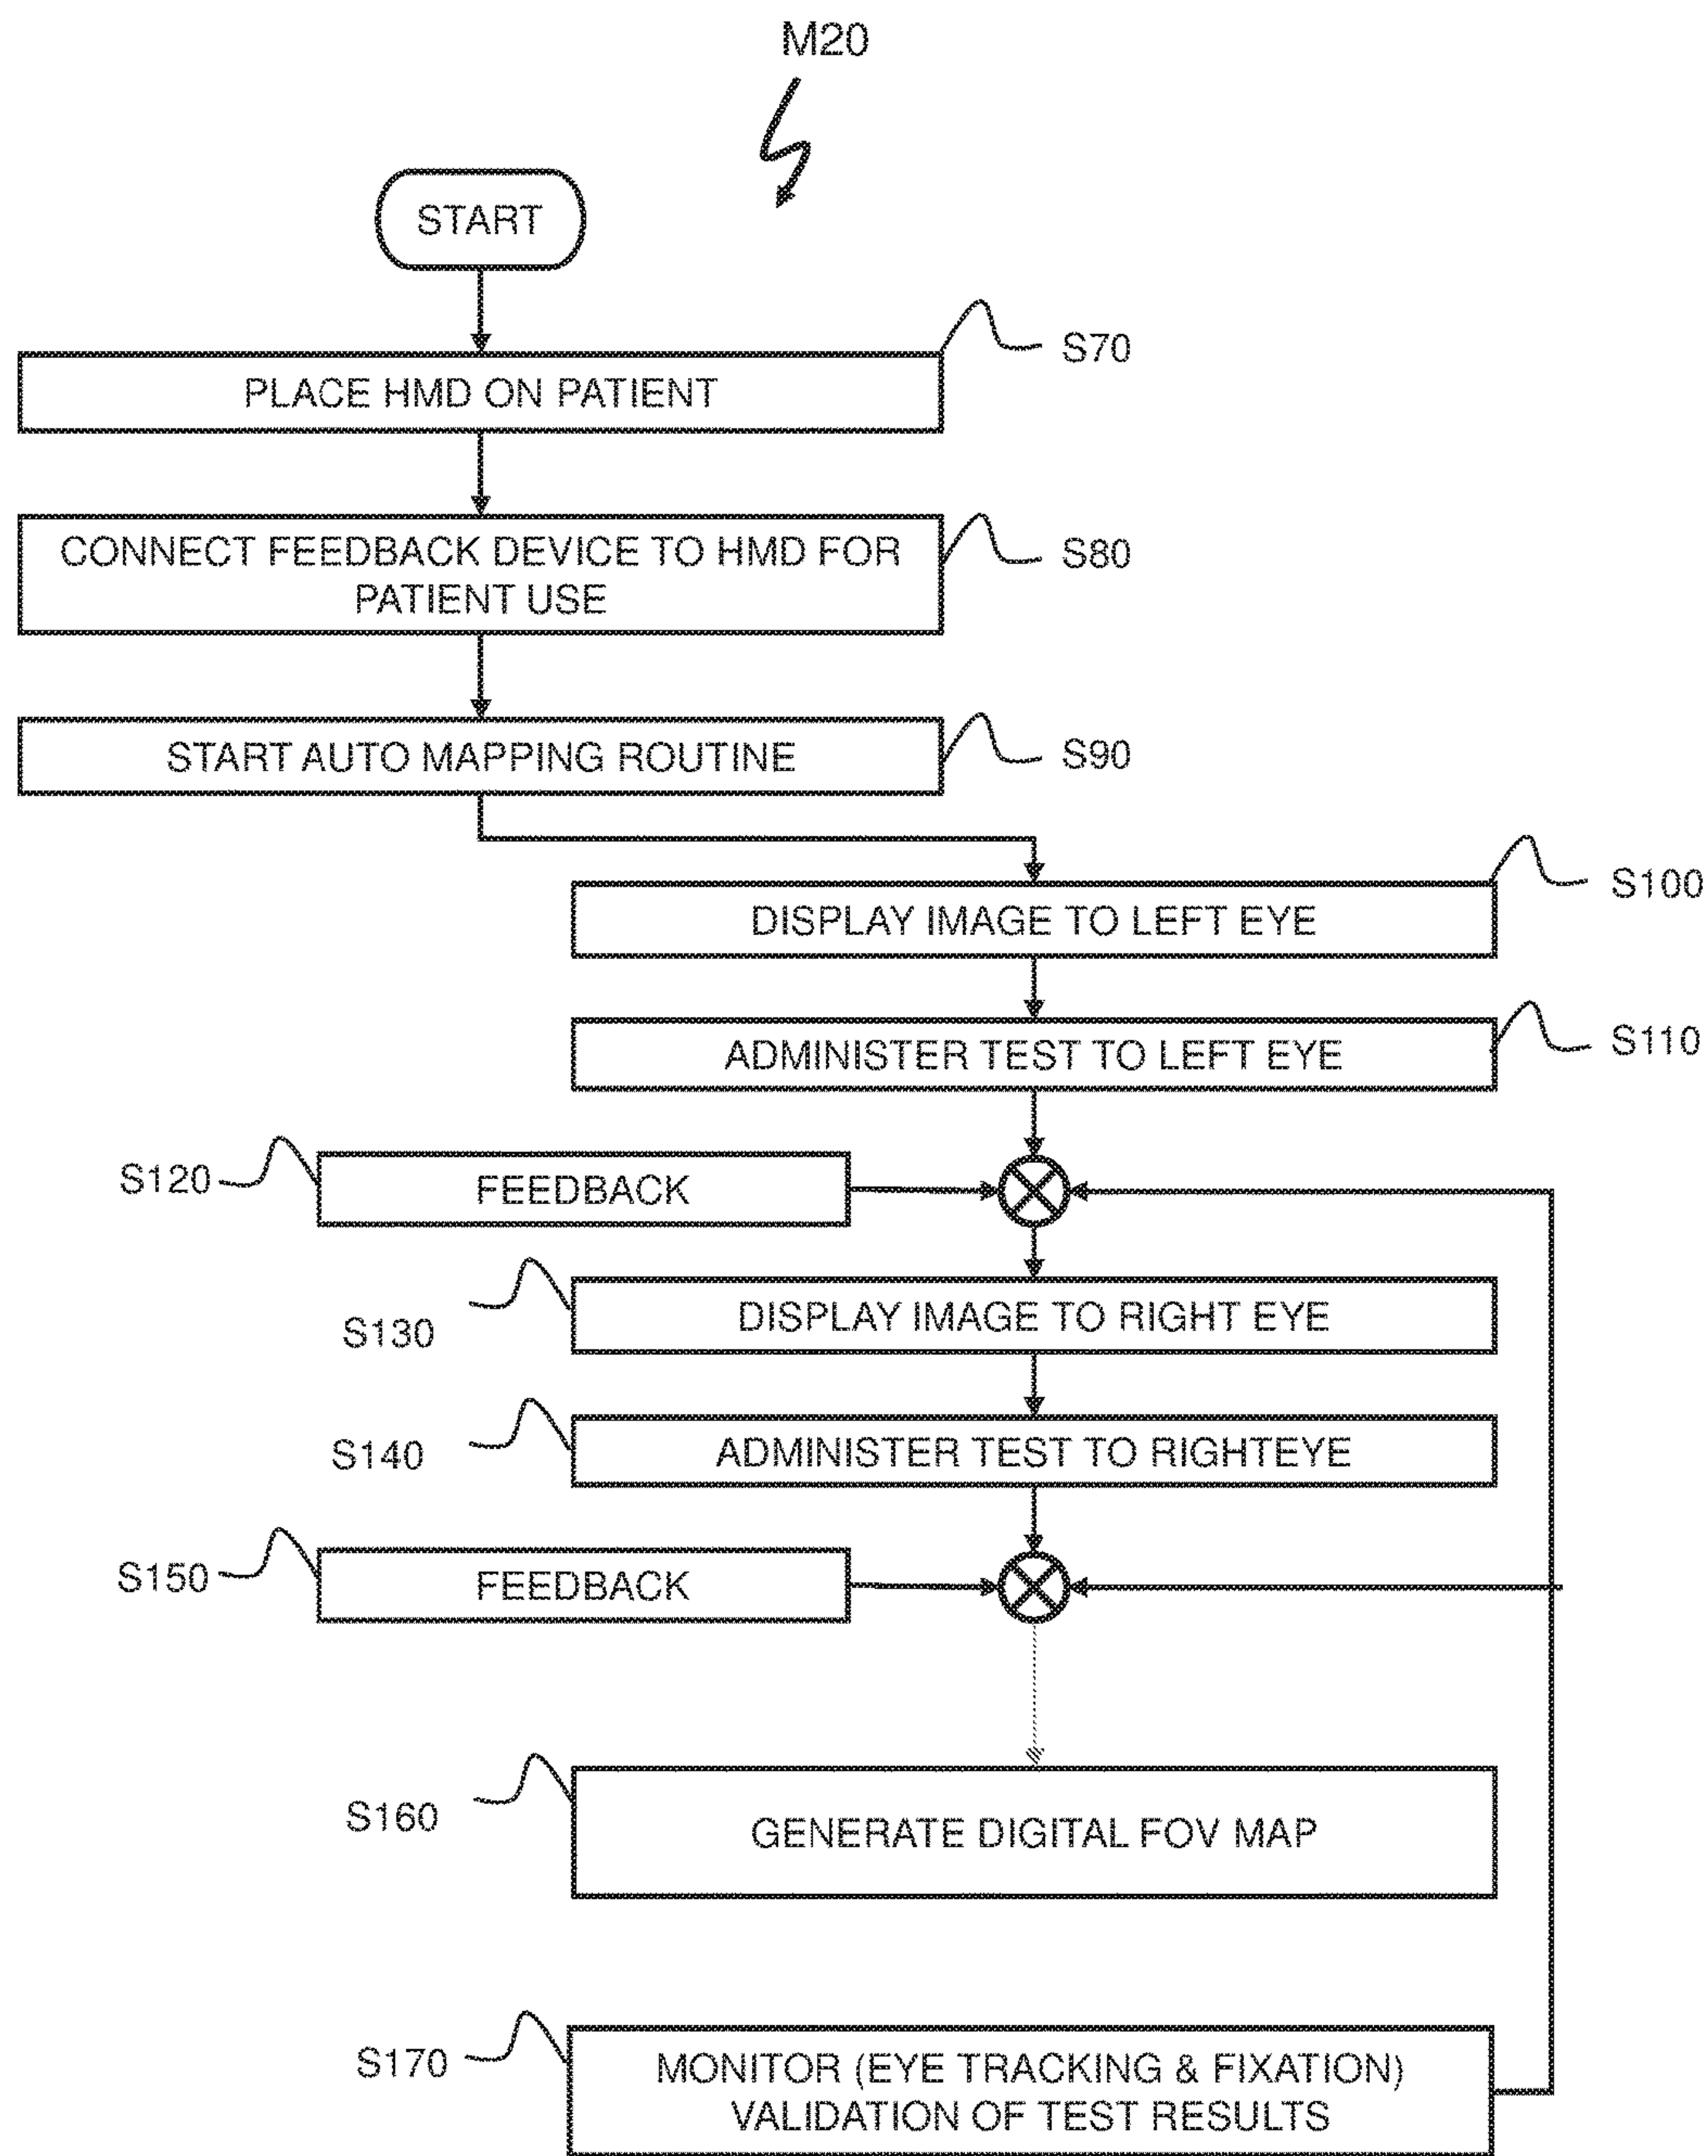 M20
START
S70
PLACE HMD ON PATIENT
CONNECT FEEDBACK DEVICE TO HMD FOR
PATIENT USE
S80
START AUTO MAPPING ROUTINE
S90
S100
DISPLAY IMAGE TO LEFT EYE
ADMINISTER TEST TO LEFT EYE
S110
S120
FEEDBACK
DISPLAY IMAGE TO RIGHT EYE
S130
S140
ADMINISTER TEST TO RIGHTEYE
S150
FEEDBACK
S160
GENERATE DIGITAL FOV MAP
S170
MONITOR (EYE TRACKING & FIXATION)
VALIDATION OF TEST RESULTS